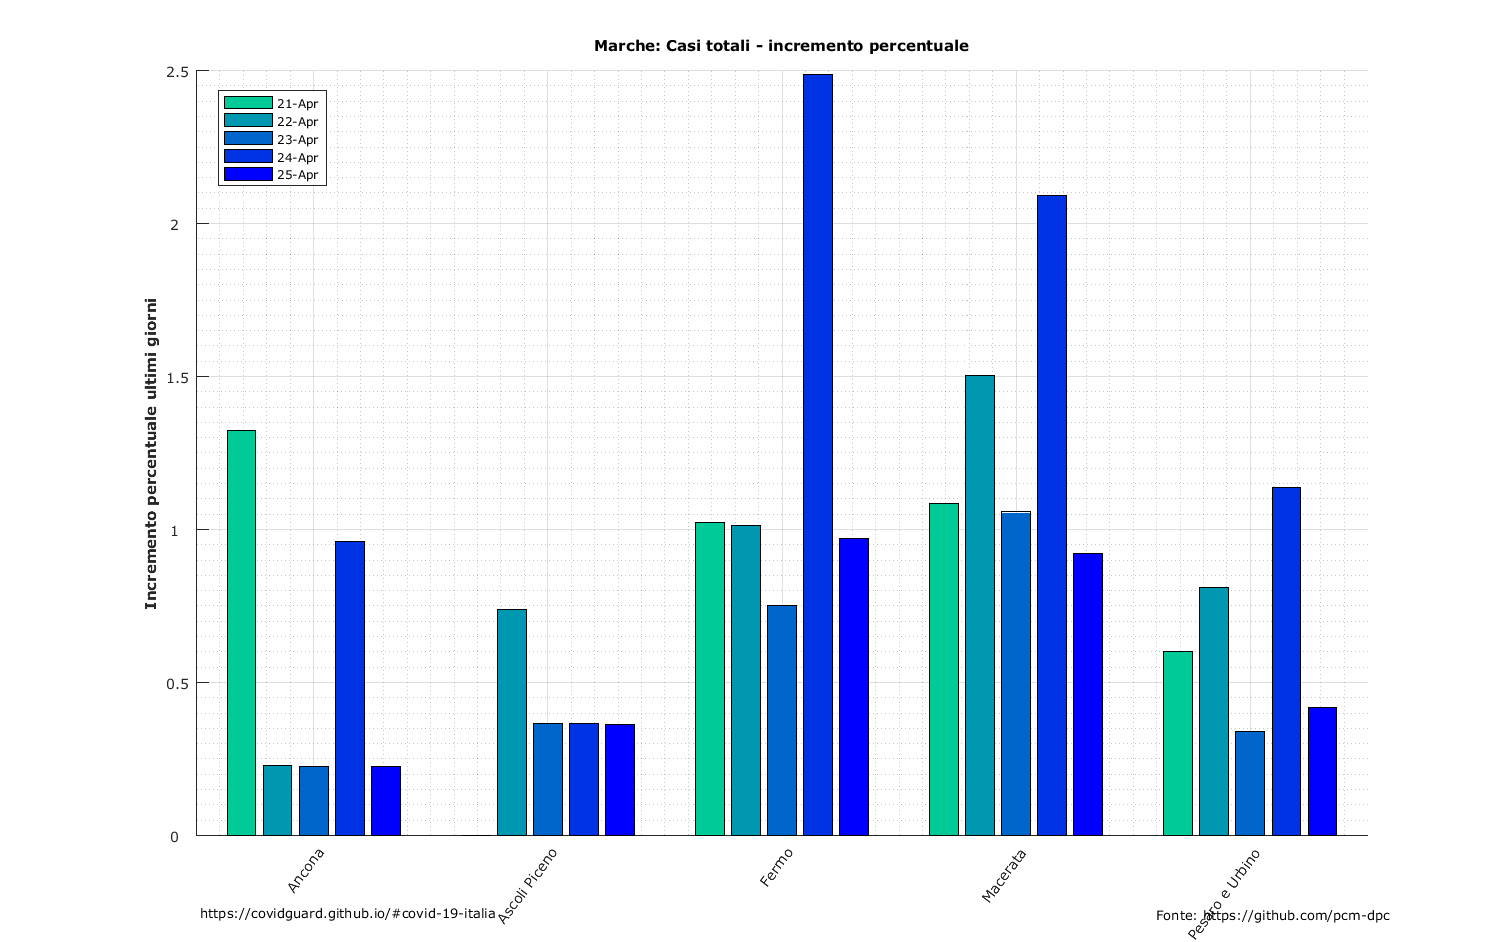 Marche: Casi totali - incremento percentuale
Incremento percentuale ultimi giorni
2.5
2
1.5
1
0.5
0
21-Apr
22-Apr
23-Apr
24-Apr
25-Apr
Ancona
Ascoli Piceno
Fermo
Macerata
Pesaro e Urbino
https://covidguard.github.io/#covid-19-italia
Fonte: https://github.com/pcm-dpc